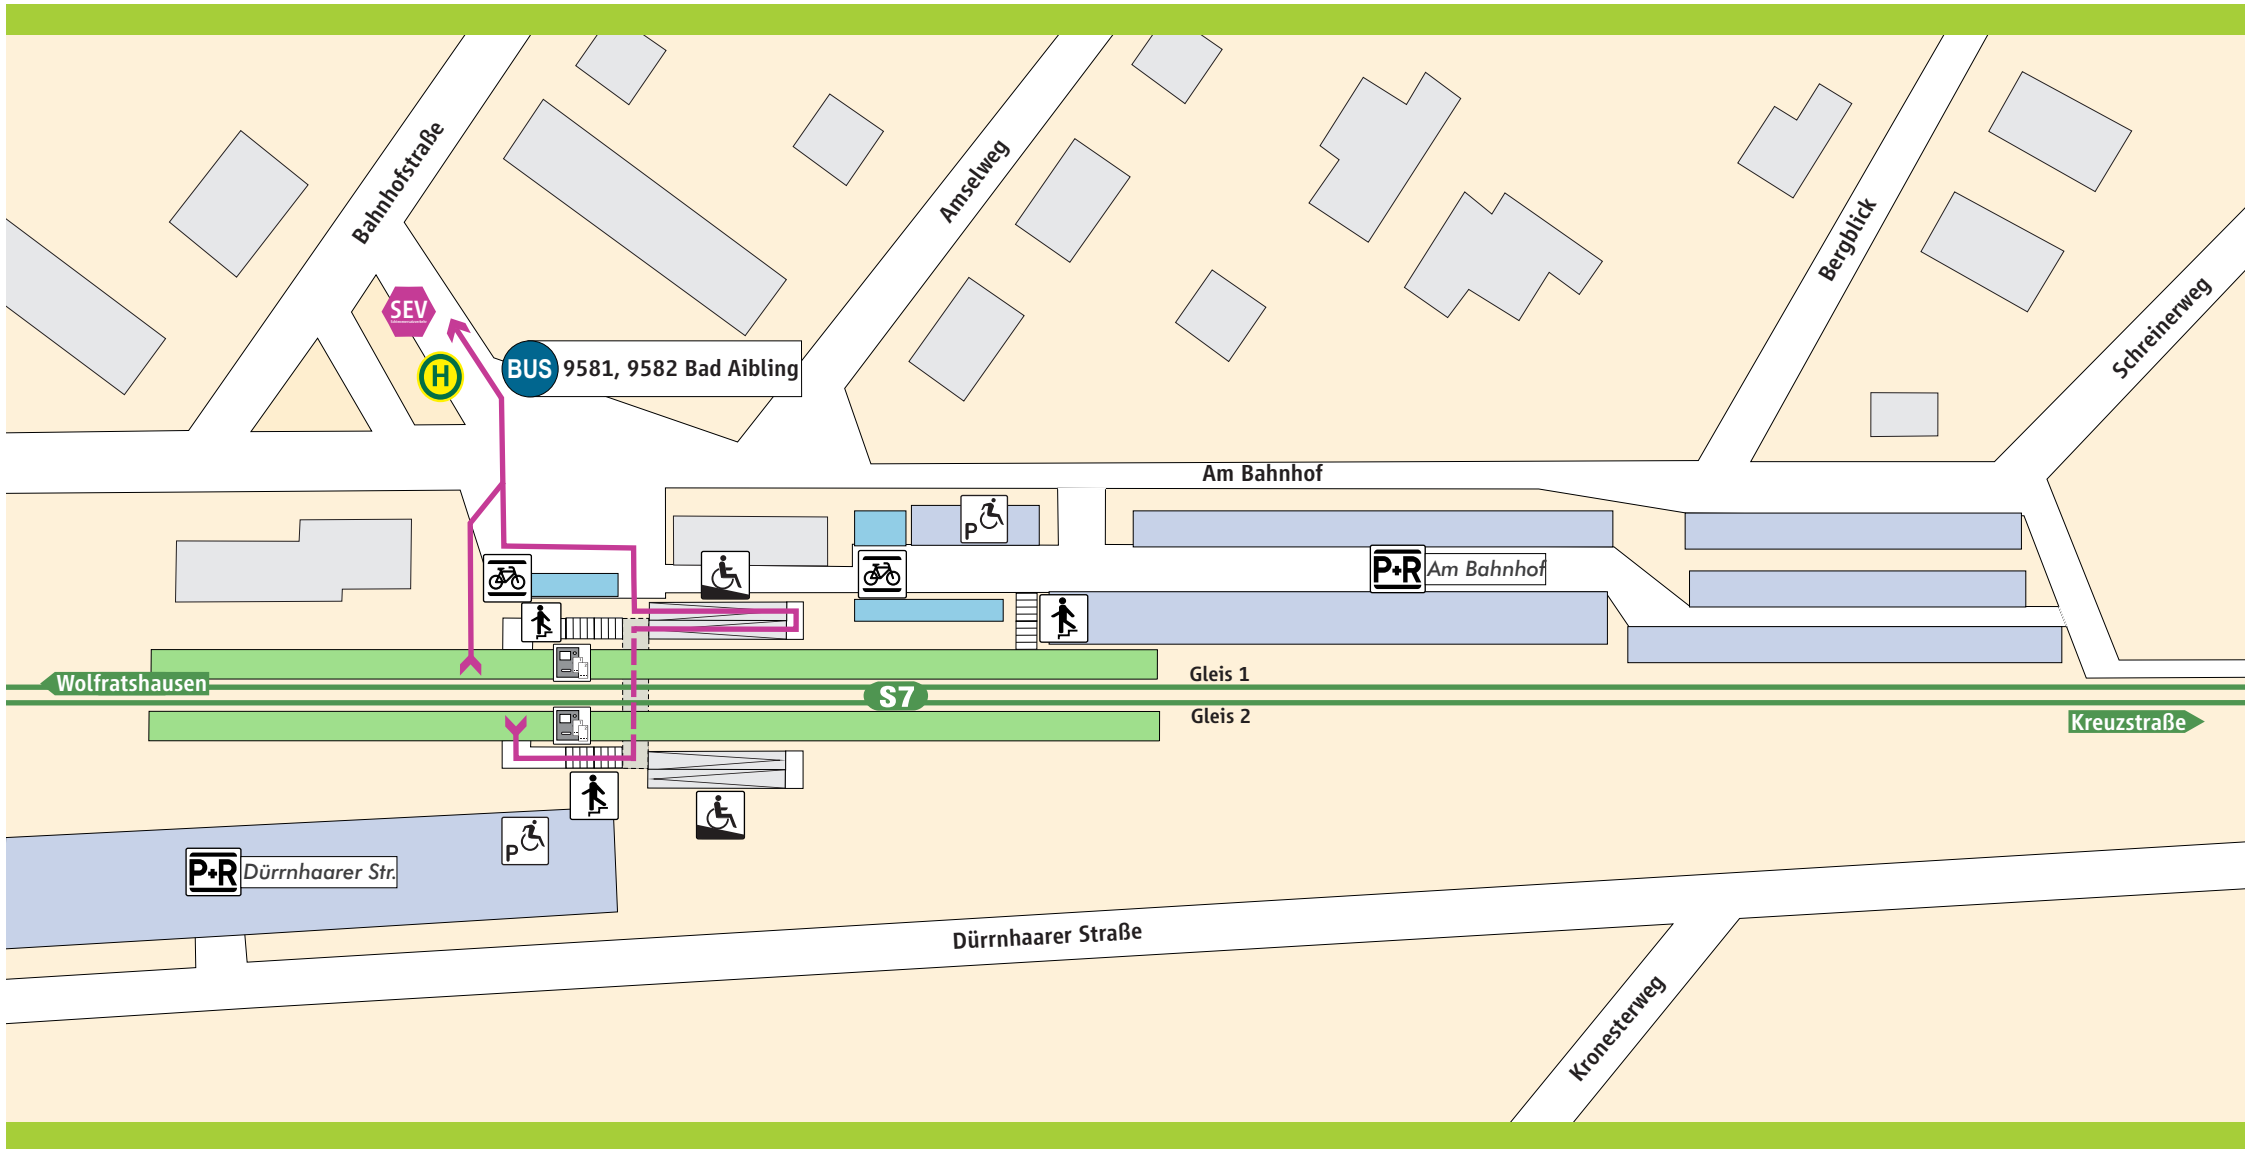 Bahnhofstraße
Amselweg
Bergblick
Schreinerweg
SEV
H
BUS 9581, 9582 Bad Aibling
Am Bahnhof
P
P+R Am Bahnhof
Gleis 1
Wolfratshausen
S7
Gleis 2
Kreuzstraße
P
P+R Dürrnhaarer Str.
Dürrnhaarer Straße
Kronesterweg